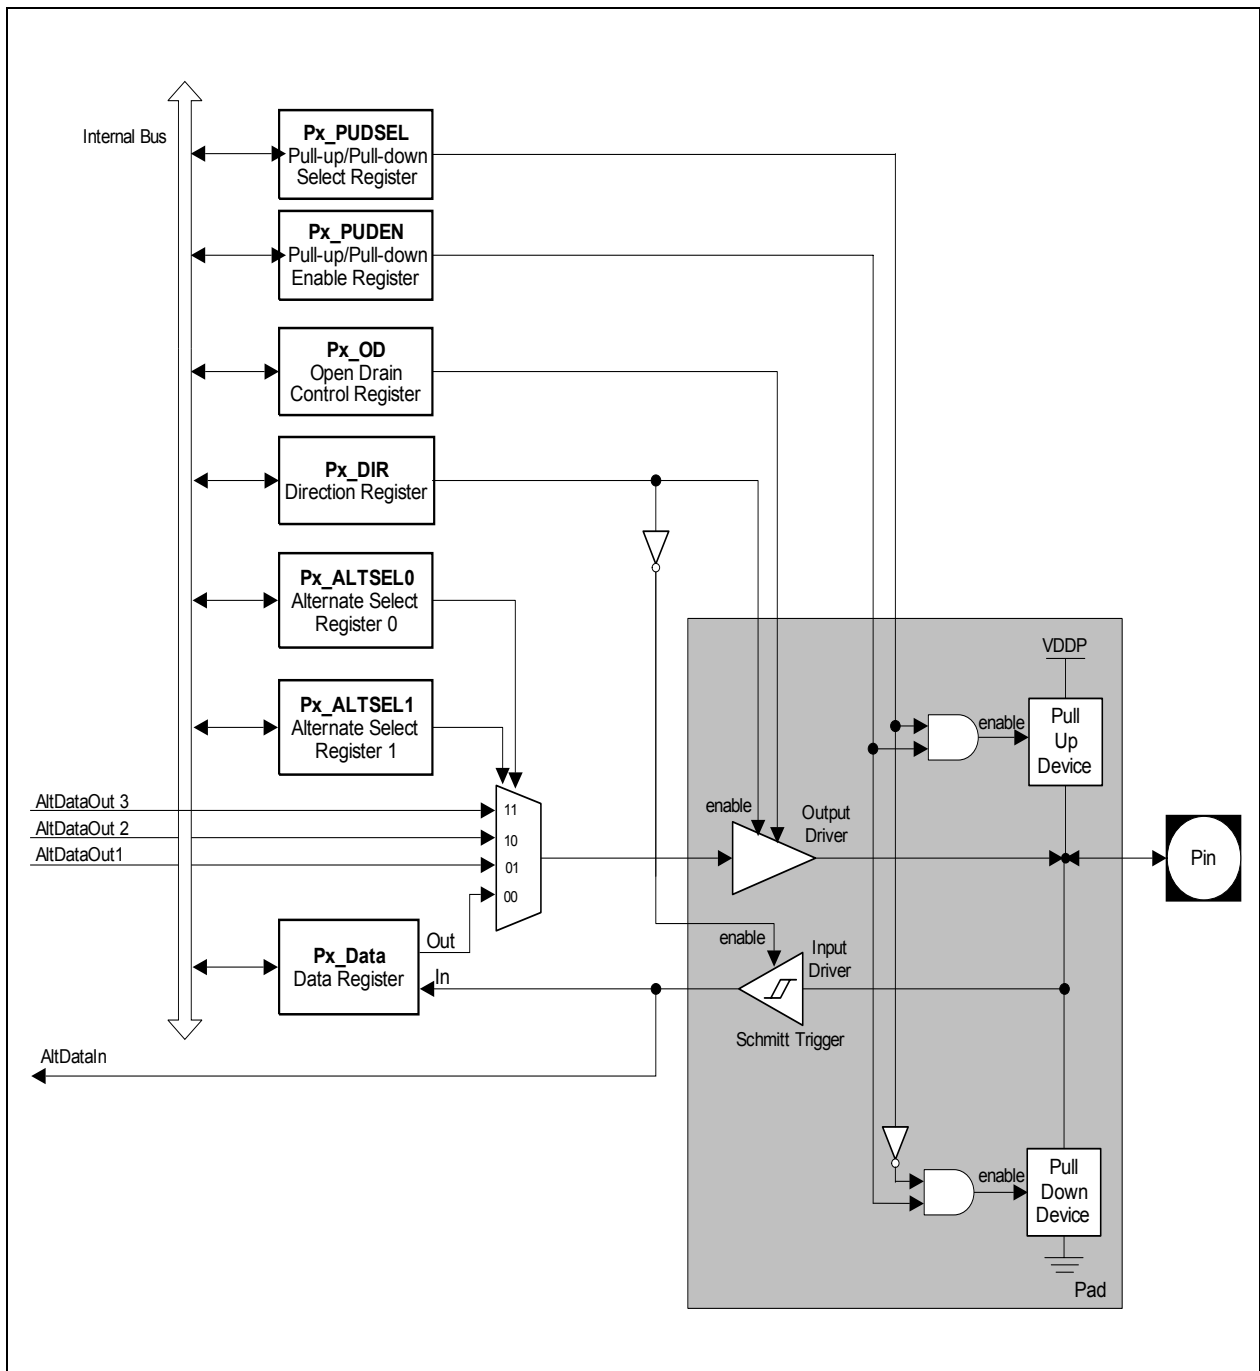 Internal Bus
Px_PUDSEL
Pull-up/Pull-down
Select Register
Px_PUDEN
Pull-up/Pull-down
Enable Register
Px_OD
Open Drain
Control Register
Px_DIR
Direction Register
Px_ALTSEL0
Alternate Select
Register 0
Px_ALTSEL1
Alternate Select
Register 1
AltDataOut 3
AltDataOut 2
AltDataOut1
11
10
01
00
Px_Data
Data Register
Out
In
AltDataIn
enable
Output
Driver
enable
Input
Driver
Schmitt Trigger
VDDP
enable
Pull
Up
Device
Pin
enable
Pull
Down
Device
Pad